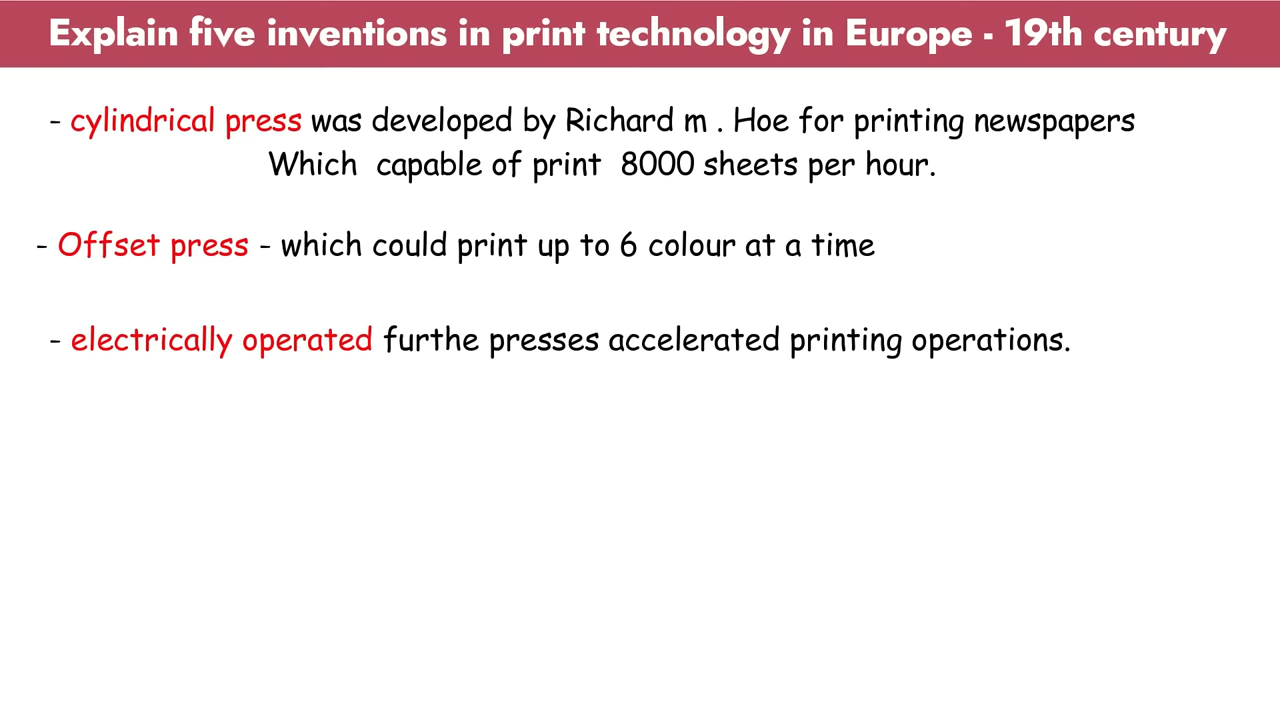 Explain five inventions in print technology in Europe - 19th century
- cylindrical press was developed by Richard m . Hoe for printing newspapers
Which capable of print 8000 sheets per hour.
- Offset press - which could print up to 6 colour at a time
- electrically operated furthe presses accelerated printing operations.